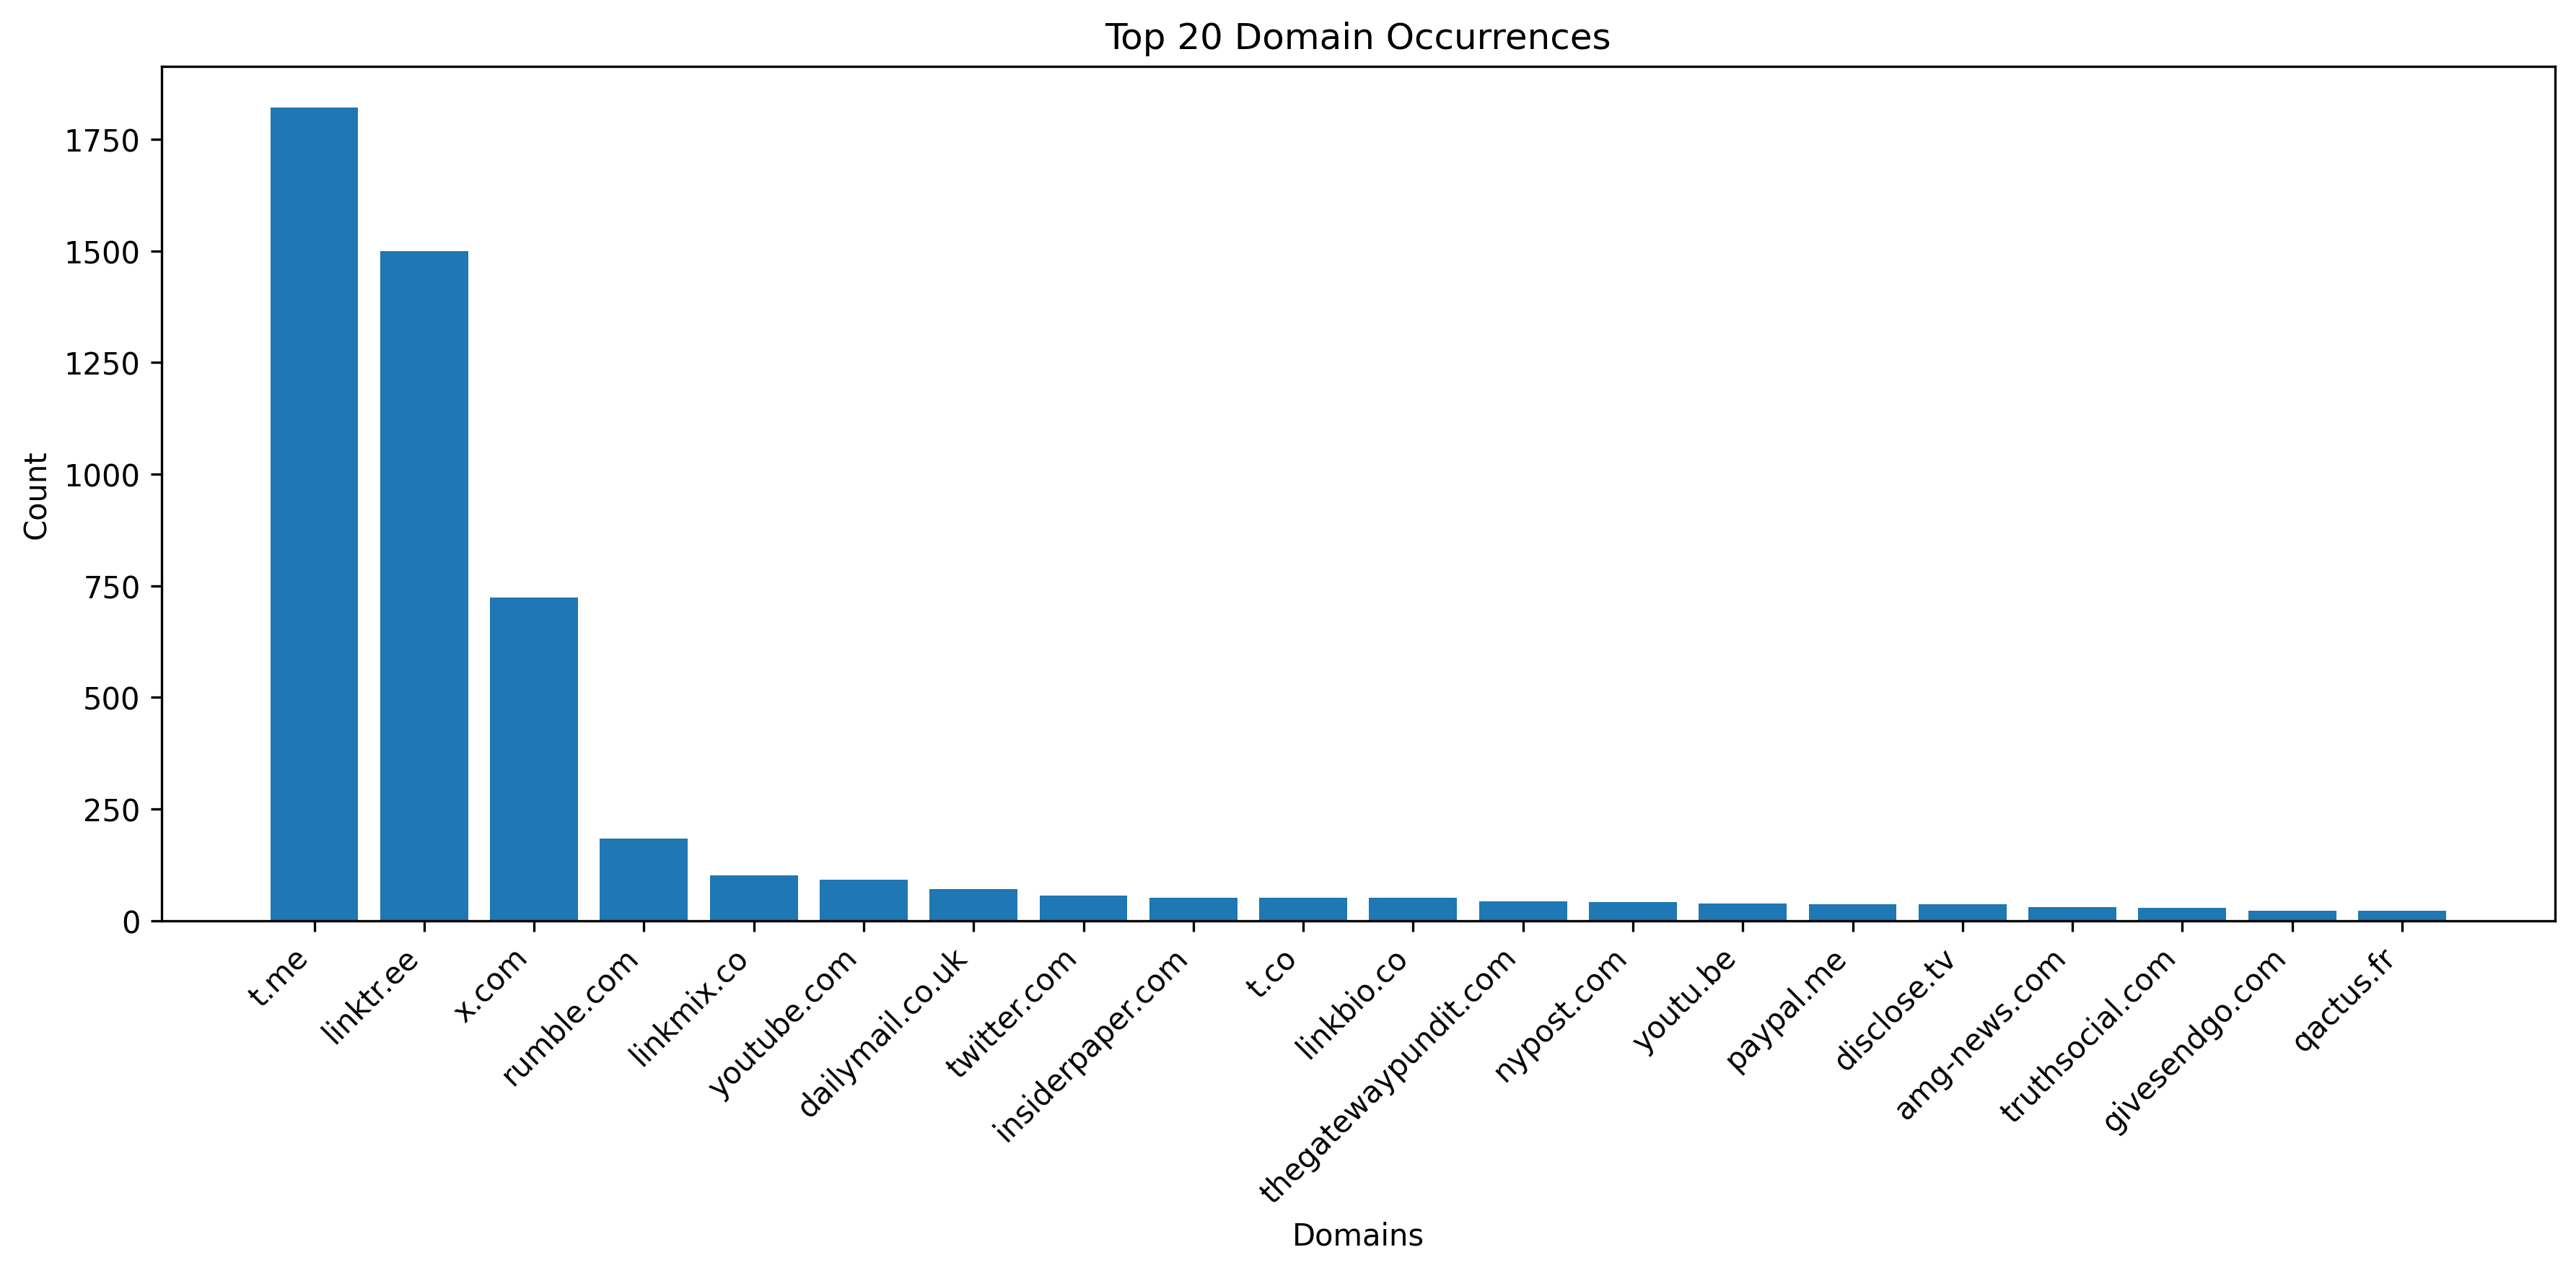 Top 20 Domain Occurrences
Count
1750
1500
1250
1000
750
500
250
0
t.me
linktr.ee
x.com
rumble.com
linkmix.co
youtube.com
dailymail.co.uk
twitter.com
insiderpaper.com
t.co
linkbio.co
thegatewaypundit.com
nypost.com
youtu.be
paypal.me
disclose.tv
amg-news.com
truthsocial.com
givesendgo.com
qactus.fr
Domains